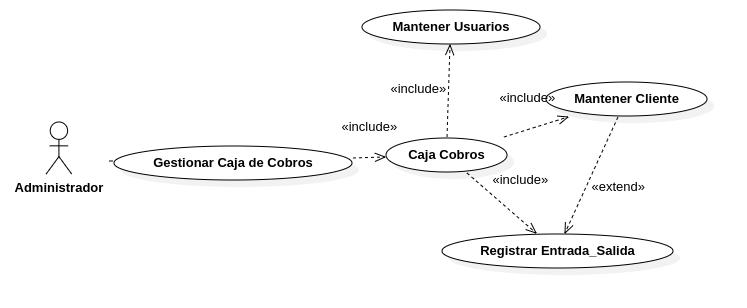 Mantener Usuarios
«include»
«include»
Mantener Cliente
«include»
Gestionar Caja de Cobros
Caja Cobros
Administrador
«include»
«extend»
Registrar Entrada_Salida